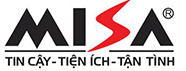 MISA®
TIN CẬY-TIỆN ÍCH-TẬN TÌNH